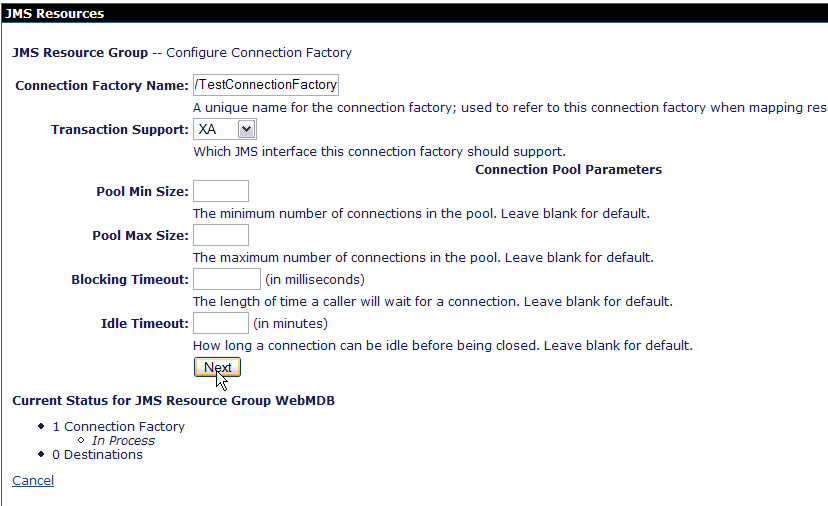 JMS Resources
JMS Resource Group -- Configure Connection Factory
Connection Factory Name: /TestConnectionFactory
A unique name for the connection factory; used to refer to this connection factory when mapping res
Transaction Support: XA
Which JMS interface this connection factory should support.
Connection Pool Parameters
Pool Min Size:
The minimum number of connections in the pool. Leave blank for default.
Pool Max Size:
The maximum number of connections in the pool. Leave blank for default.
Blocking Timeout: (in milliseconds)
The length of time a caller will wait for a connection. Leave blank for default.
Idle Timeout: (in minutes)
How long a connection can be idle before being closed. Leave blank for default.
Next
Current Status for JMS Resource Group WebMDB
1 Connection Factory
In Process
0 Destinations
Cancel